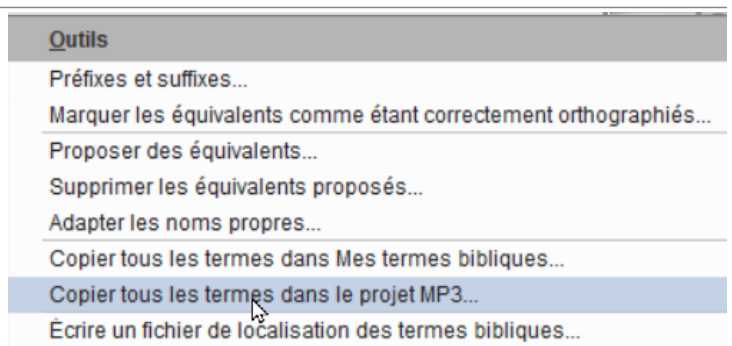 Outils
Préfixes et suffixes...
Marquer les équivalents comme étant correctement orthographiés...
Proposer des équivalents...
Supprimer les équivalents proposés...
Adapter les noms propres...
Copier tous les termes dans Mes termes bibliques...
Copier tous les termes dans le projet MP3...
Écrire un fichier de localisation des termes bibliques...